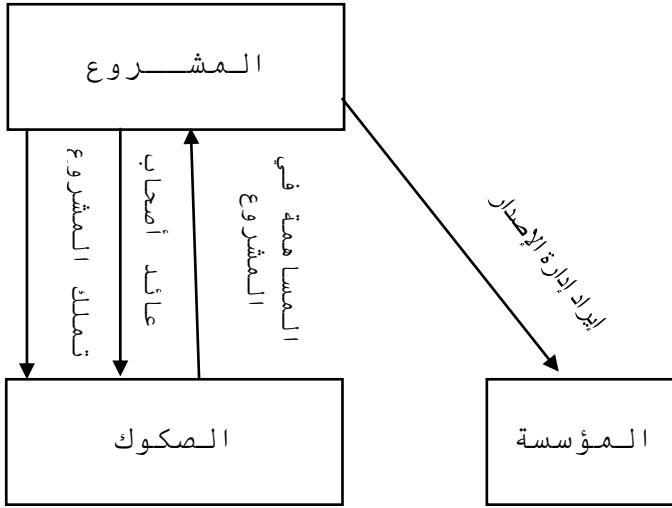 المشروع
المساهمة في
المشروع
عائد أصحاب
تملك المشروع
إيراد إدارة الإصدار
الصكوك
المؤسسة